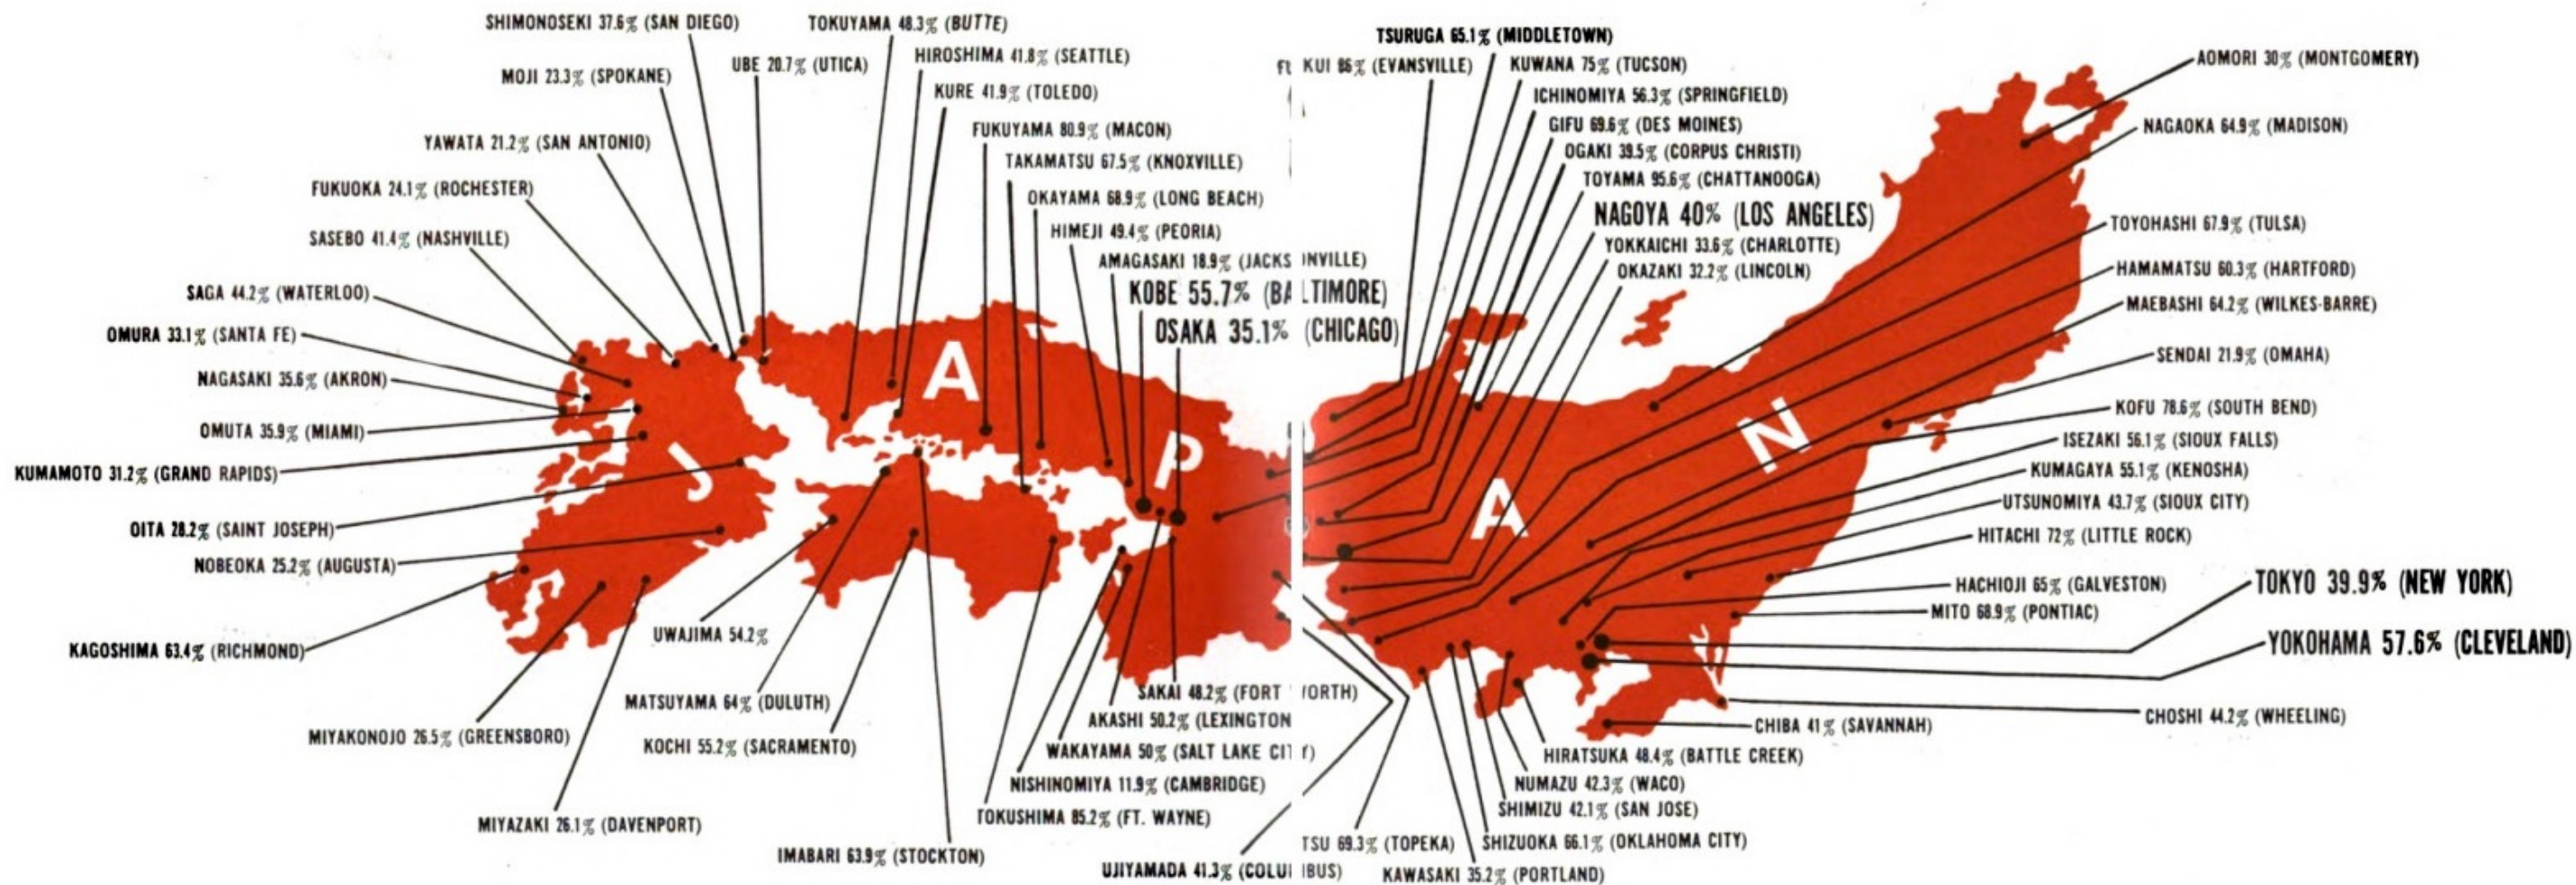 SHIMONOSEKI 37.6% (SAN DIEGO)
TOKUYAMA 48.3% (BUTTE)
MOJI 23.3% (SPOKANE)
UBE 20.7% (UTICA)
HIROSHIMA 41.8% (SEATTLE)
KURE 41.9% (TOLEDO)
YAWATA 21.2% (SAN ANTONIO)
FUKUYAMA 80.9% (MACON)
TAKAMATSU 67.5% (KNOXVILLE)
FUKUOKA 24.1% (ROCHESTER)
OKAYAMA 68.9% (LONG BEACH)
SASEBO 41.4% (NASHVILLE)
HIMEJI 49.4% (PEORIA)
AMAGASAKI 18.9% (JACKSONVILLE)
SAGA 44.2% (WATERLOO)
KOBE 55.7% (BALTIMORE)
OMURA 33.1% (SANTA FE)
OSAKA 35.1% (CHICAGO)
NAGASAKI 35.6% (AKRON)
OMUTA 35.9% (MIAMI)
KUMAMOTO 31.2% (GRAND RAPIDS)
OITA 28.2% (SAINT JOSEPH)
NOBEOKA 25.2% (AUGUSTA)
KAGOSHIMA 63.4% (RICHMOND)
MIYAKONOJO 26.5% (GREENSBORO)
MIYAZAKI 26.1% (DAVENPORT)
UWAJIMA 54.2%
MATSUYAMA 64% (DULUTH)
KOCHI 55.2% (SACRAMENTO)
IMABARI 63.9% (STOCKTON)
SAKAI 48.2% (FORT WORTH)
AKASHI 50.2% (LEXINGTON
WAKAYAMA 50% (SALT LAKE CITY)
NISHINOMIYA 11.9% (CAMBRIDGE)
TOKUSHIMA 85.2% (FT. WAYNE)
UJIYAMADA 41.3% (COLUMBUS)
TSURUGA 65.1% (MIDDLETOWN)
FUKUI 86% (EVANSVILLE)
KUWANA 75% (TUCSON)
ICHINOMIYA 56.3% (SPRINGFIELD)
GIFU 69.6% (DES MOINES)
OGAKI 39.5% (CORPUS CHRISTI)
TOYAMA 95.6% (CHATTANOOGA)
NAGOYA 40% (LOS ANGELES)
YOKKAICHI 33.6% (CHARLOTTE)
OKAZAKI 32.2% (LINCOLN)
AOMORI 30% (MONTGOMERY)
NAGAOKA 64.9% (MADISON)
TOYOHASHI 67.9% (TULSA)
HAMAMATSU 60.3% (HARTFORD)
MAEBASHI 64.2% (WILKES-BARRE)
SENDAI 21.9% (OMAHA)
KOFU 78.6% (SOUTH BEND)
ISEZAKI 56.1% (SIOUX FALLS)
KUMAGAYA 55.1% (KENOSHA)
UTSUNOMIYA 43.7% (SIOUX CITY)
HITACHI 72% (LITTLE ROCK)
HACHIOJI 65% (GALVESTON)
TOKYO 39.9% (NEW YORK)
MITO 68.9% (PONTIAC)
YOKOHAMA 57.6% (CLEVELAND)
CHOSHI 44.2% (WHEELING)
CHIBA 41% (SAVANNAH)
HIRATSUKA 48.4% (BATTLE CREEK)
NUMAZU 42.3% (WACO)
SHIMIZU 42.1% (SAN JOSE)
SHIZUOKA 66.1% (OKLAHOMA CITY)
TSU 69.3% (TOPEKA)
KAWASAKI 35.2% (PORTLAND)
JAPAN